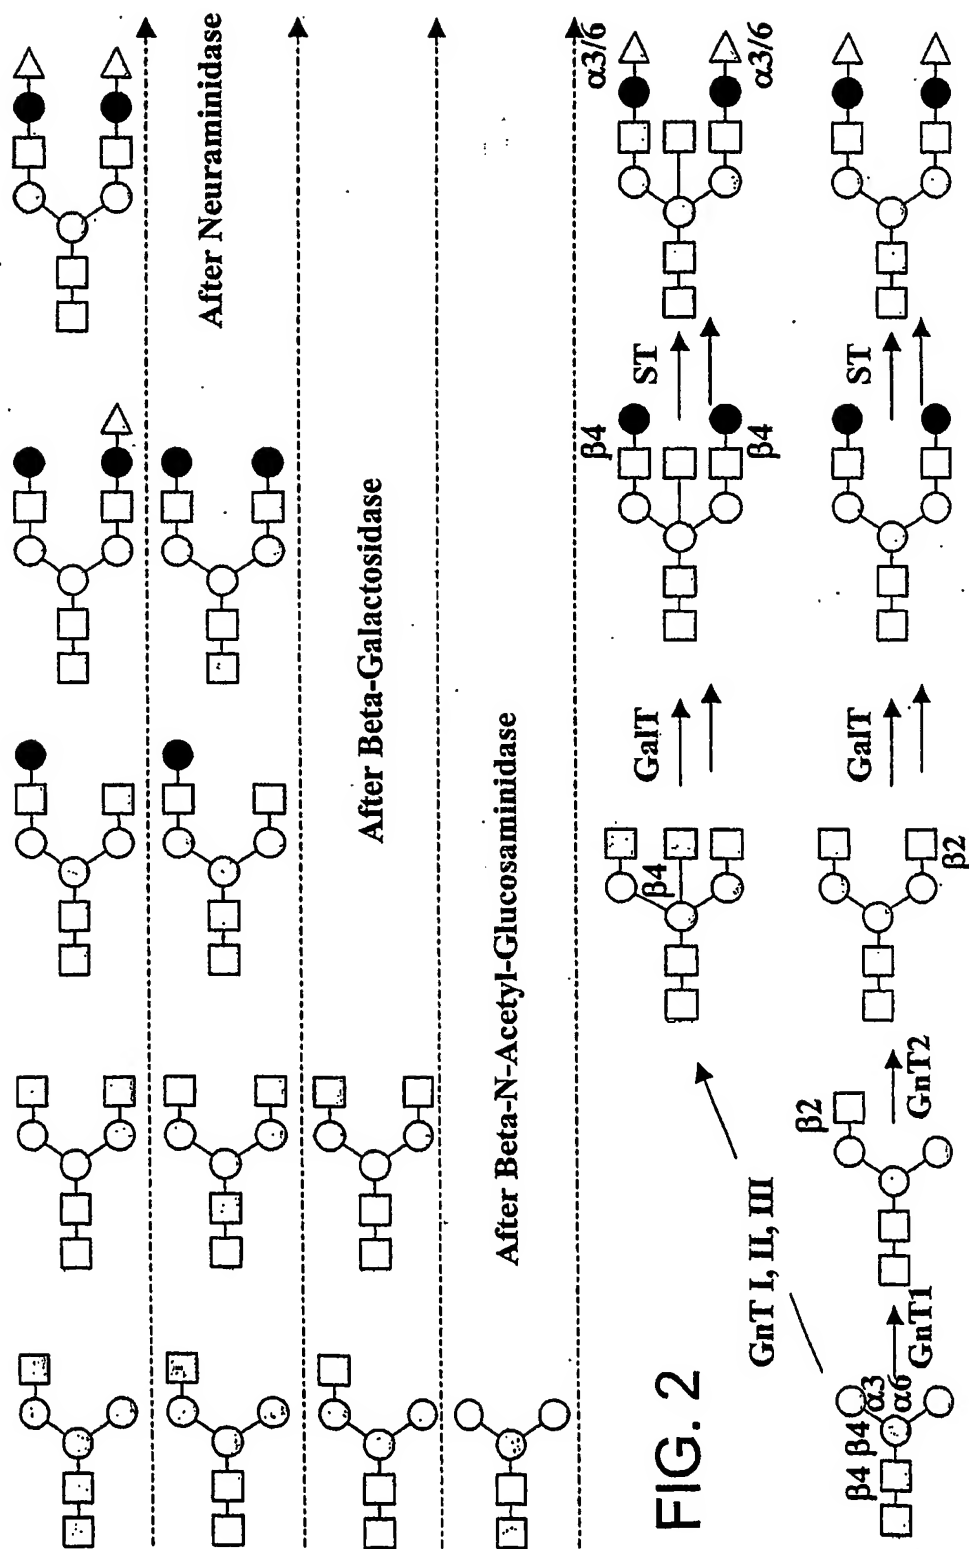 After Neuraminidase
After Beta-Galactosidase
After Beta-N-Acetyl-Glucosaminidase
FIG. 2
GnT I, II, III
β4
GalT
β4
β4
ST
α3/6
α3/6
β4 β4
α3
α6
GnT1
β2
GnT2
β2
GalT
ST